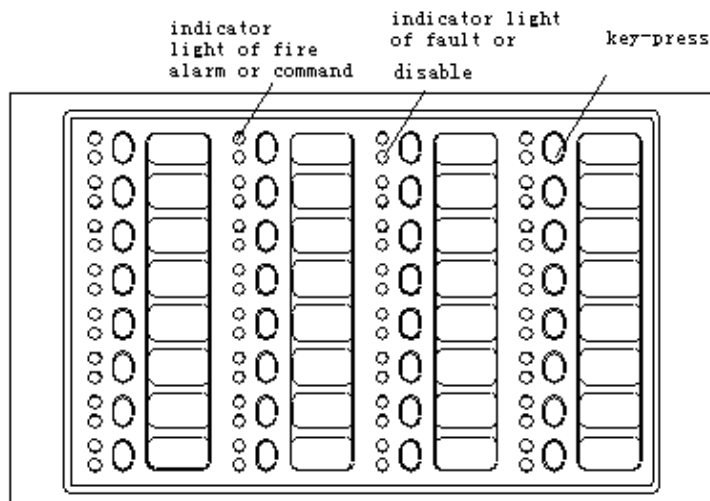 indicator
light of fire
alarm or command
indicator light
of fault or
disable
key-press